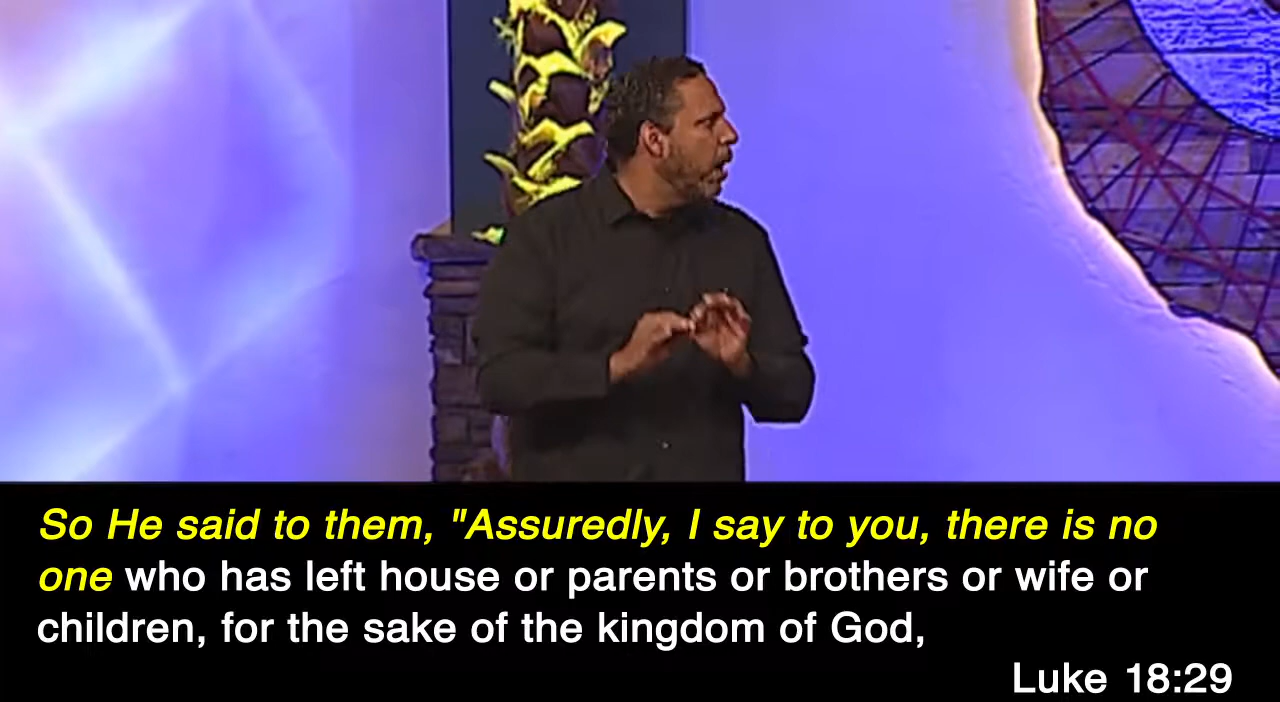 So He said to them, "Assuredly, I say to you, there is no
one who has left house or parents or brothers or wife or
children, for the sake of the kingdom of God,
Luke 18:29